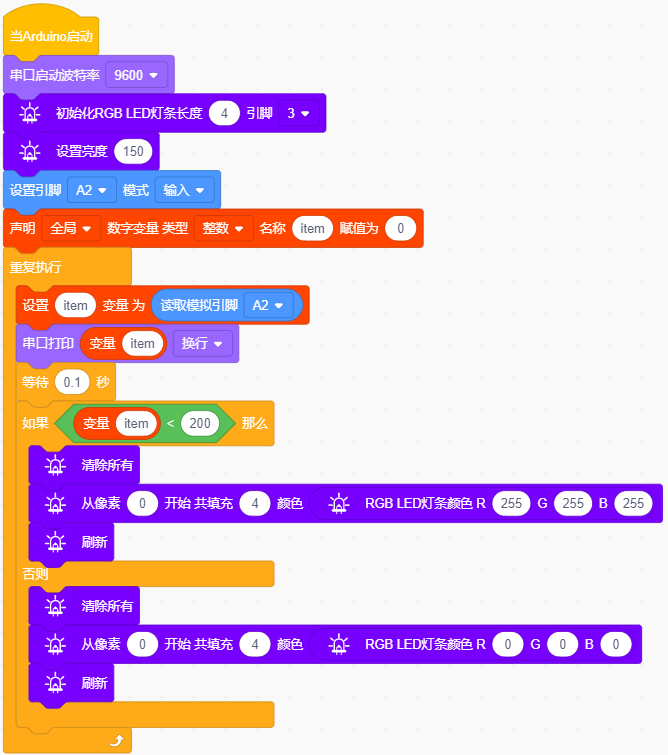 当Arduino启动
串口启动波特率 9600
初始化RGB LED灯条长度 4 引脚 3
设置亮度 150
设置引脚 A2 模式 输入
声明 全局 数字变量 类型 整数 名称 item 赋值为 0
重复执行
设置 item 变量 为 读取模拟引脚 A2
串口打印 变量 item 换行
等待 0.1 秒
如果 变量 item < 200 那么
清除所有
从像素 0 开始 共填充 4 颜色 RGB LED灯条颜色 R 255 G 255 B 255
刷新
否则
清除所有
从像素 0 开始 共填充 4 颜色 RGB LED灯条颜色 R 0 G 0 B 0
刷新